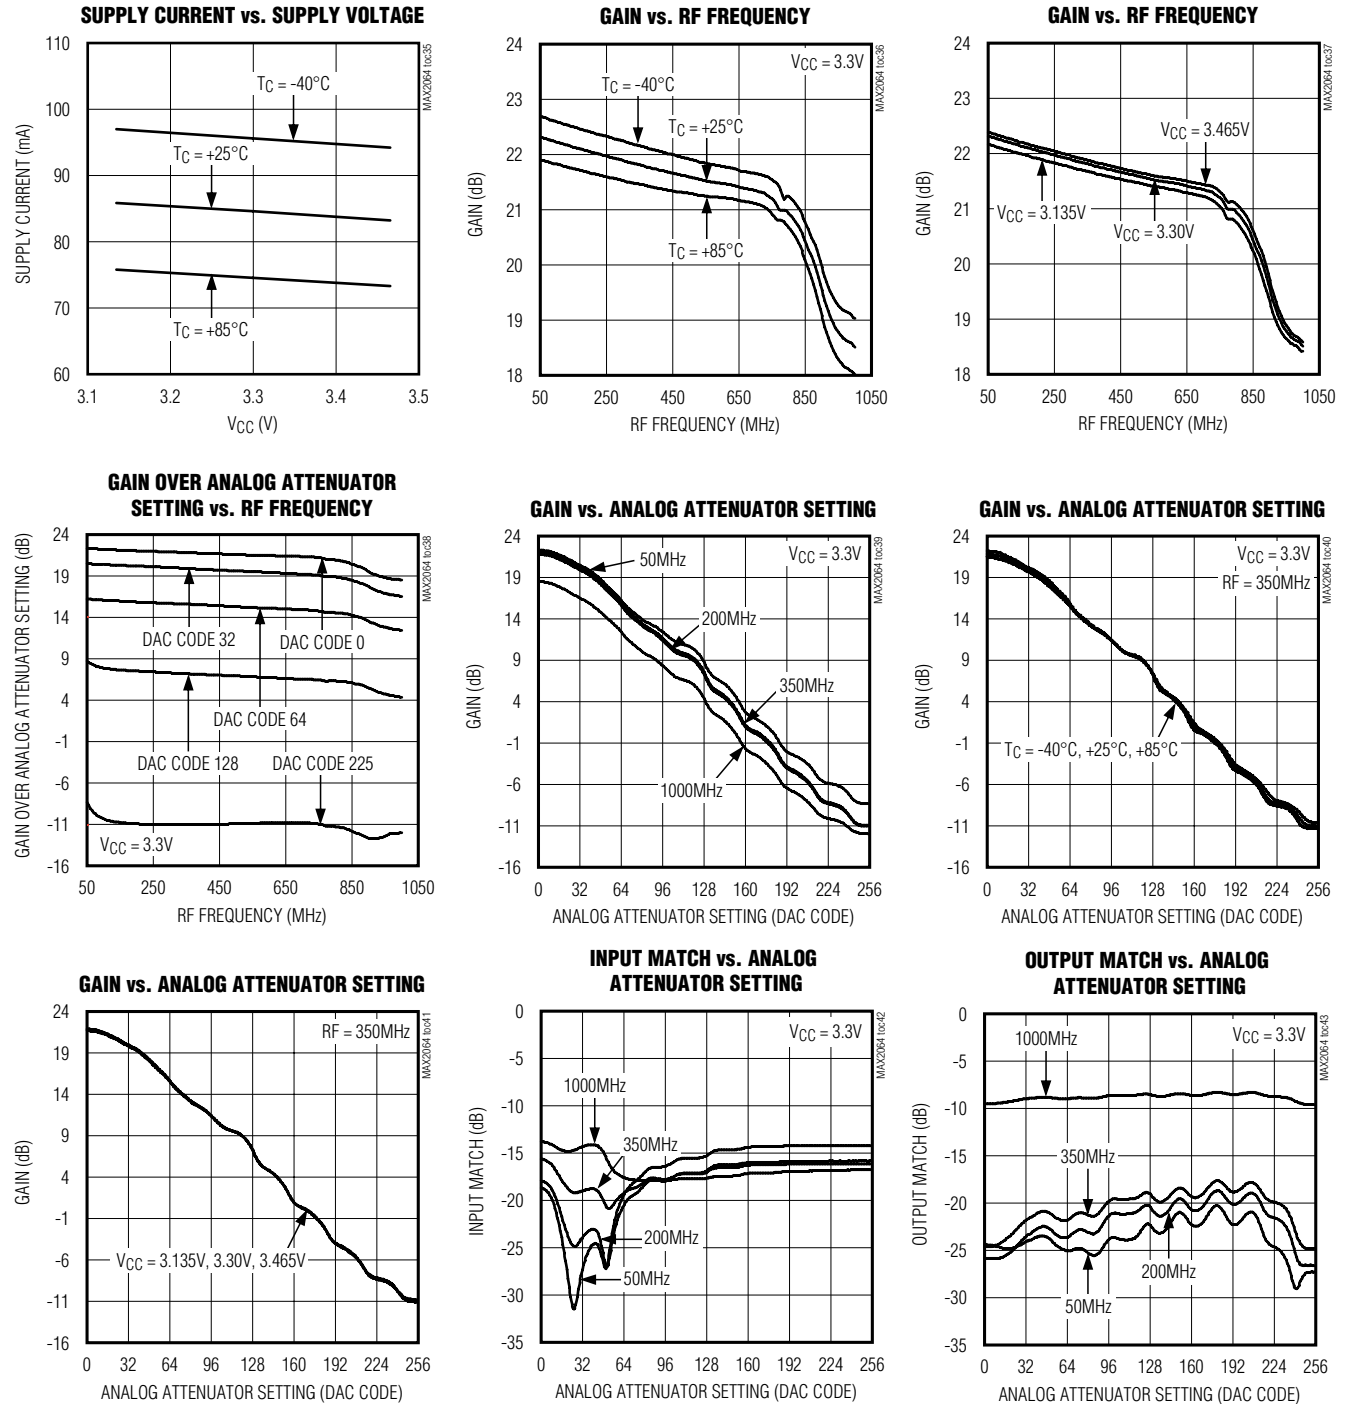 SUPPLY CURRENT vs. SUPPLY VOLTAGE
MAX2064 toc35
SUPPLY CURRENT (mA)
110
100
90
80
70
60
TC = -40°C
TC = +25°C
TC = +85°C
3.1 3.2 3.3 3.4 3.5
VCC (V)
GAIN vs. RF FREQUENCY
MAX2064 toc36
GAIN (dB)
24
23
22
21
20
19
18
VCC = 3.3V
TC = -40°C
TC = +25°C
TC = +85°C
50 250 450 650 850 1050
RF FREQUENCY (MHz)
GAIN vs. RF FREQUENCY
MAX2064 toc37
GAIN (dB)
24
23
22
21
20
19
18
VCC = 3.465V
VCC = 3.135V
VCC = 3.30V
50 250 450 650 850 1050
RF FREQUENCY (MHz)
GAIN OVER ANALOG ATTENUATOR
SETTING vs. RF FREQUENCY
MAX2064 toc38
GAIN OVER ANALOG ATTENUATOR SETTING (dB)
24
19
14
9
4
-1
-6
-11
-16
DAC CODE 32
DAC CODE 0
DAC CODE 64
DAC CODE 128
DAC CODE 225
VCC = 3.3V
50 250 450 650 850 1050
RF FREQUENCY (MHz)
GAIN vs. ANALOG ATTENUATOR SETTING
MAX2064 toc39
GAIN (dB)
24
19
14
9
4
-1
-6
-11
-16
VCC = 3.3V
50MHz
200MHz
350MHz
1000MHz
0 32 64 96 128 160 192 224 256
ANALOG ATTENUATOR SETTING (DAC CODE)
GAIN vs. ANALOG ATTENUATOR SETTING
MAX2064 toc40
GAIN (dB)
24
19
14
9
4
-1
-6
-11
-16
VCC = 3.3V
RF = 350MHz
TC = -40°C, +25°C, +85°C
0 32 64 96 128 160 192 224 256
ANALOG ATTENUATOR SETTING (DAC CODE)
GAIN vs. ANALOG ATTENUATOR SETTING
MAX2064 toc41
GAIN (dB)
24
19
14
9
4
-1
-6
-11
-16
RF = 350MHz
VCC = 3.135V, 3.30V, 3.465V
0 32 64 96 128 160 192 224 256
ANALOG ATTENUATOR SETTING (DAC CODE)
INPUT MATCH vs. ANALOG
ATTENUATOR SETTING
MAX2064 toc42
INPUT MATCH (dB)
0
-5
-10
-15
-20
-25
-30
-35
VCC = 3.3V
1000MHz
350MHz
200MHz
50MHz
0 32 64 96 128 160 192 224 256
ANALOG ATTENUATOR SETTING (DAC CODE)
OUTPUT MATCH vs. ANALOG
ATTENUATOR SETTING
MAX2064 toc43
OUTPUT MATCH (dB)
0
-5
-10
-15
-20
-25
-30
-35
VCC = 3.3V
1000MHz
350MHz
200MHz
50MHz
0 32 64 96 128 160 192 224 256
ANALOG ATTENUATOR SETTING (DAC CODE)